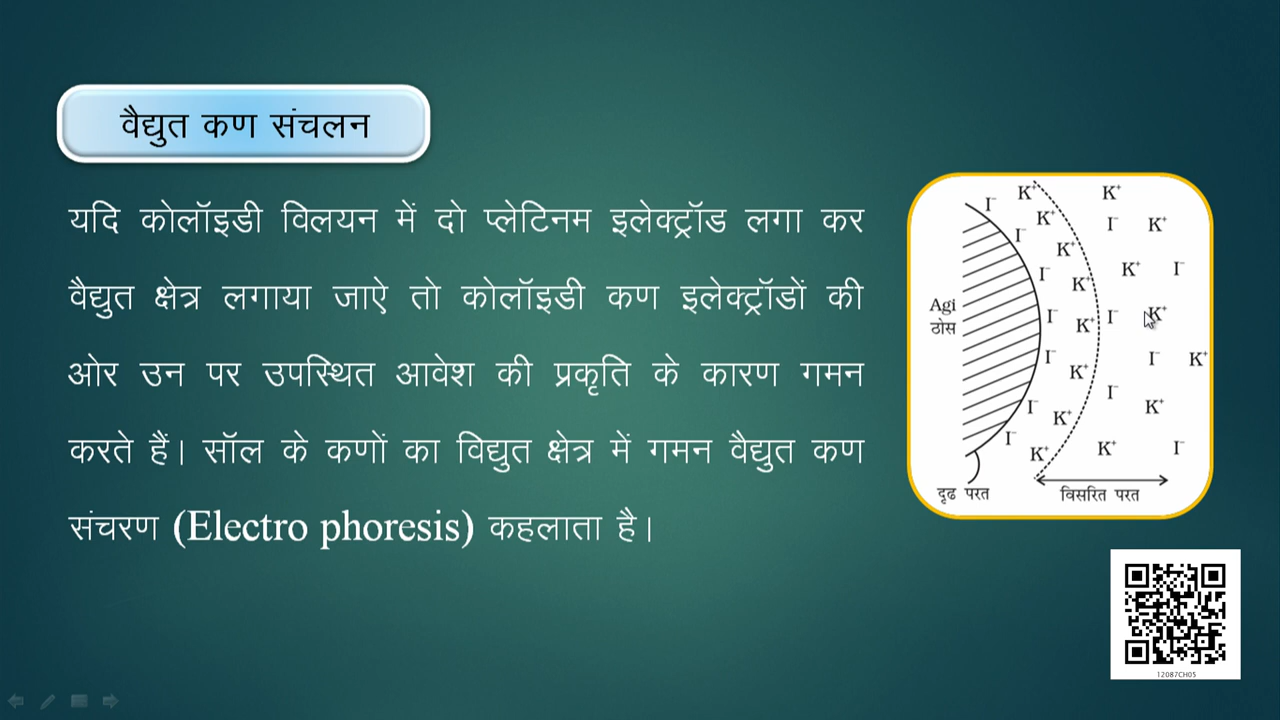 वैद्युत कण संचलन
यदि कोलॉइडी विलयन में दो प्लेटिनम इलेक्ट्रॉड लगा कर
वैद्युत क्षेत्र लगाया जाऐ तो कोलॉइडी कण इलेक्ट्रॉडों की
ओर उन पर उपस्थित आवेश की प्रकृति के कारण गमन
करते हैं। सॉल के कणों का विद्युत क्षेत्र में गमन वैद्युत कण
संचरण (Electro phoresis) कहलाता है।
I⁻ K⁺ K⁺
K⁺ I⁻ K⁺
I⁻ K⁺
I⁻ K⁺ K⁺ I⁻
Agi
ठोस
I⁻ K⁺ I⁻ K⁺
I⁻ K⁺ I⁻ K⁺
I⁻ K⁺ I⁻ K⁺
I⁻ K⁺ K⁺ I⁻
दृढ परत
विसरित परत
12087CH05